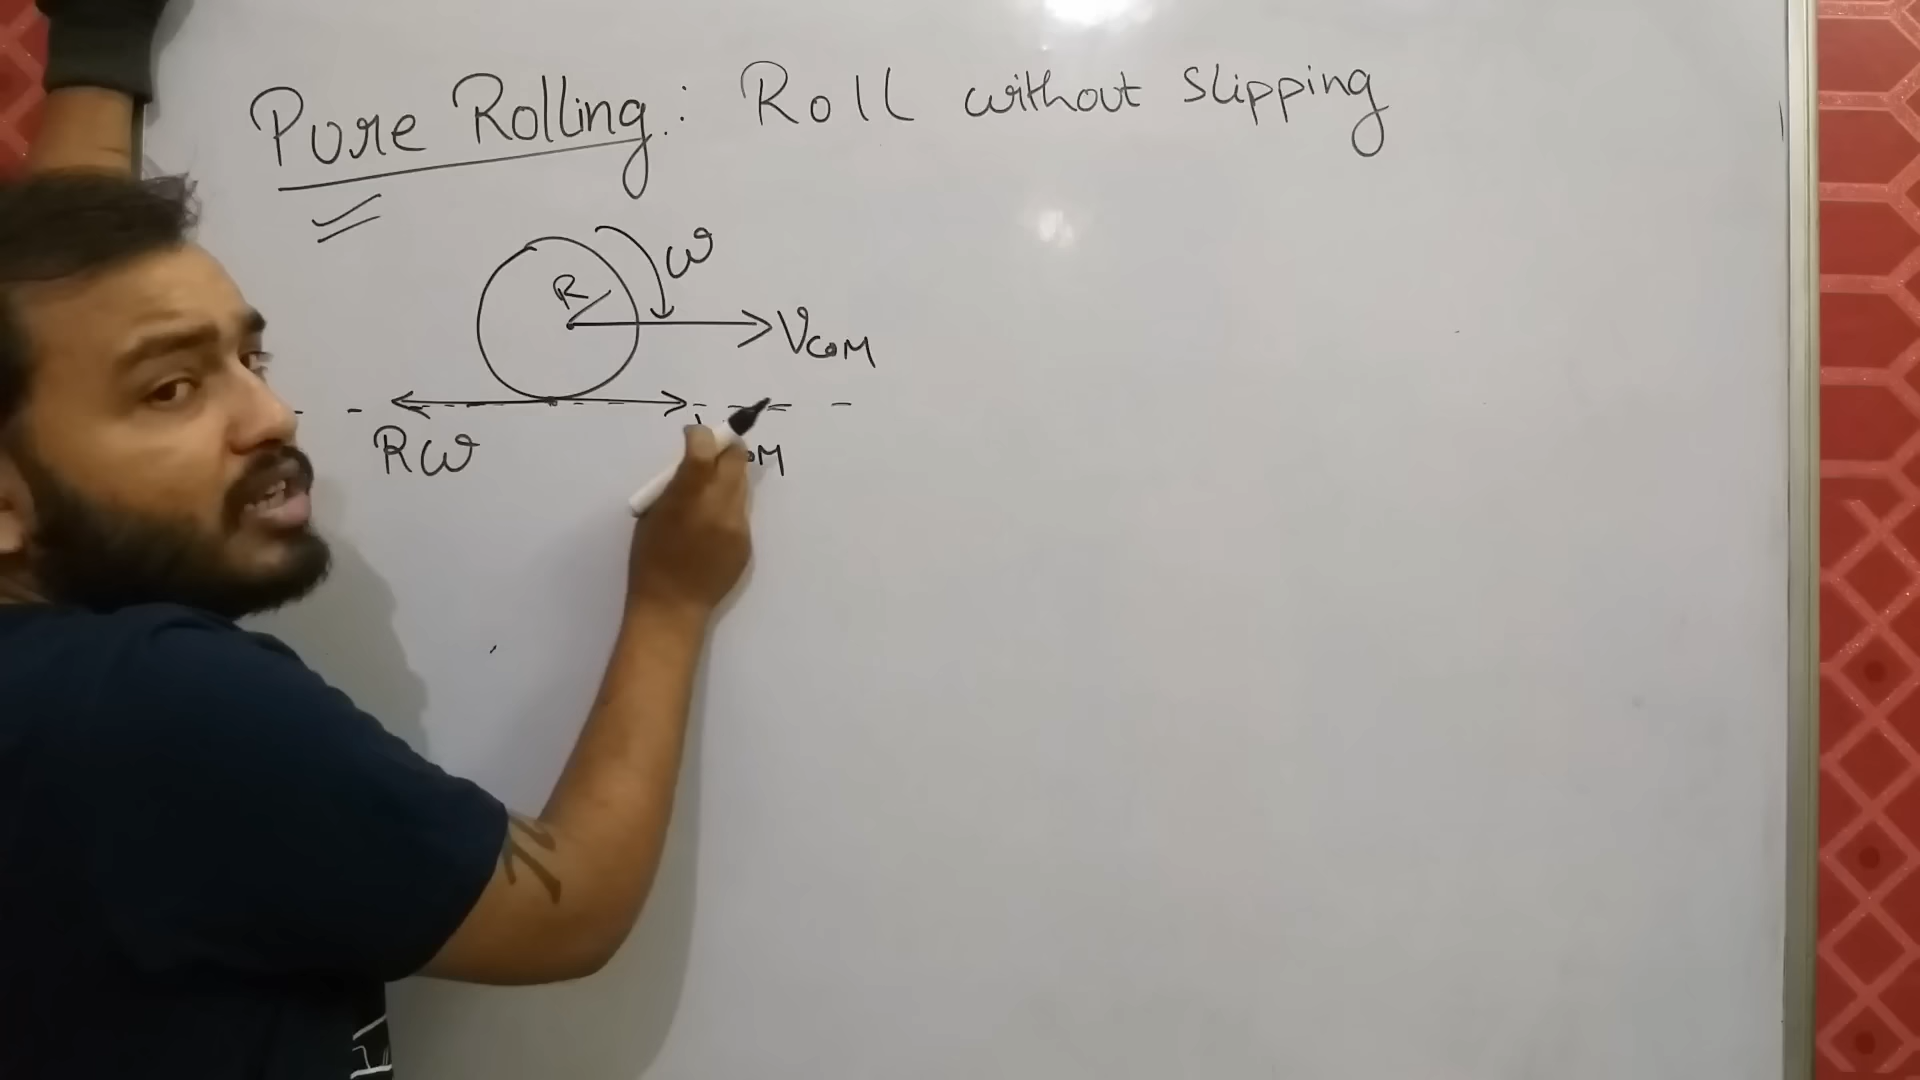 Pure Rolling : Roll without slipping
ω
R
VCOM
Rω